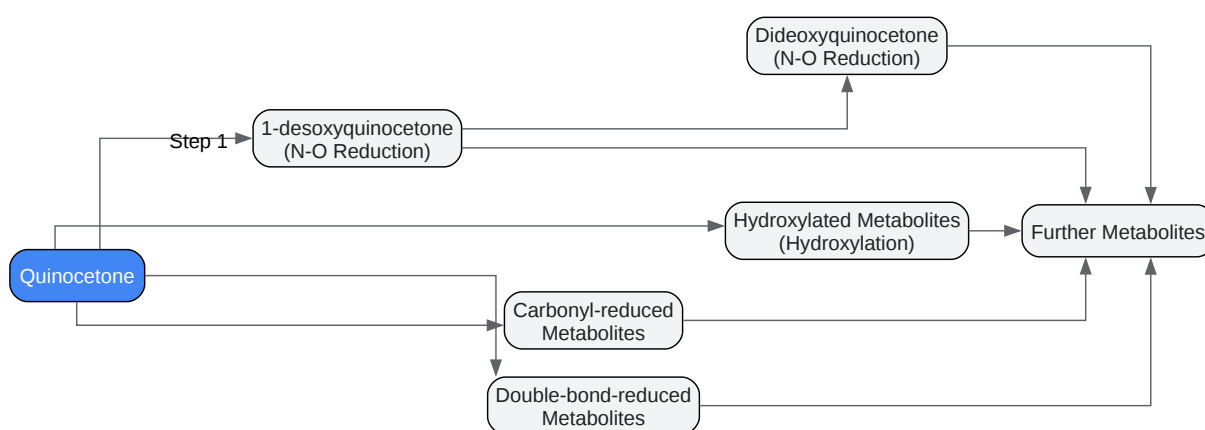 Dideoxyquinocetone
(N-O Reduction)
Step 1
1-desoxyquinocetone
(N-O Reduction)
Hydroxylated Metabolites
(Hydroxylation)
Further Metabolites
Quinocetone
Carbonyl-reduced
Metabolites
Double-bond-reduced
Metabolites